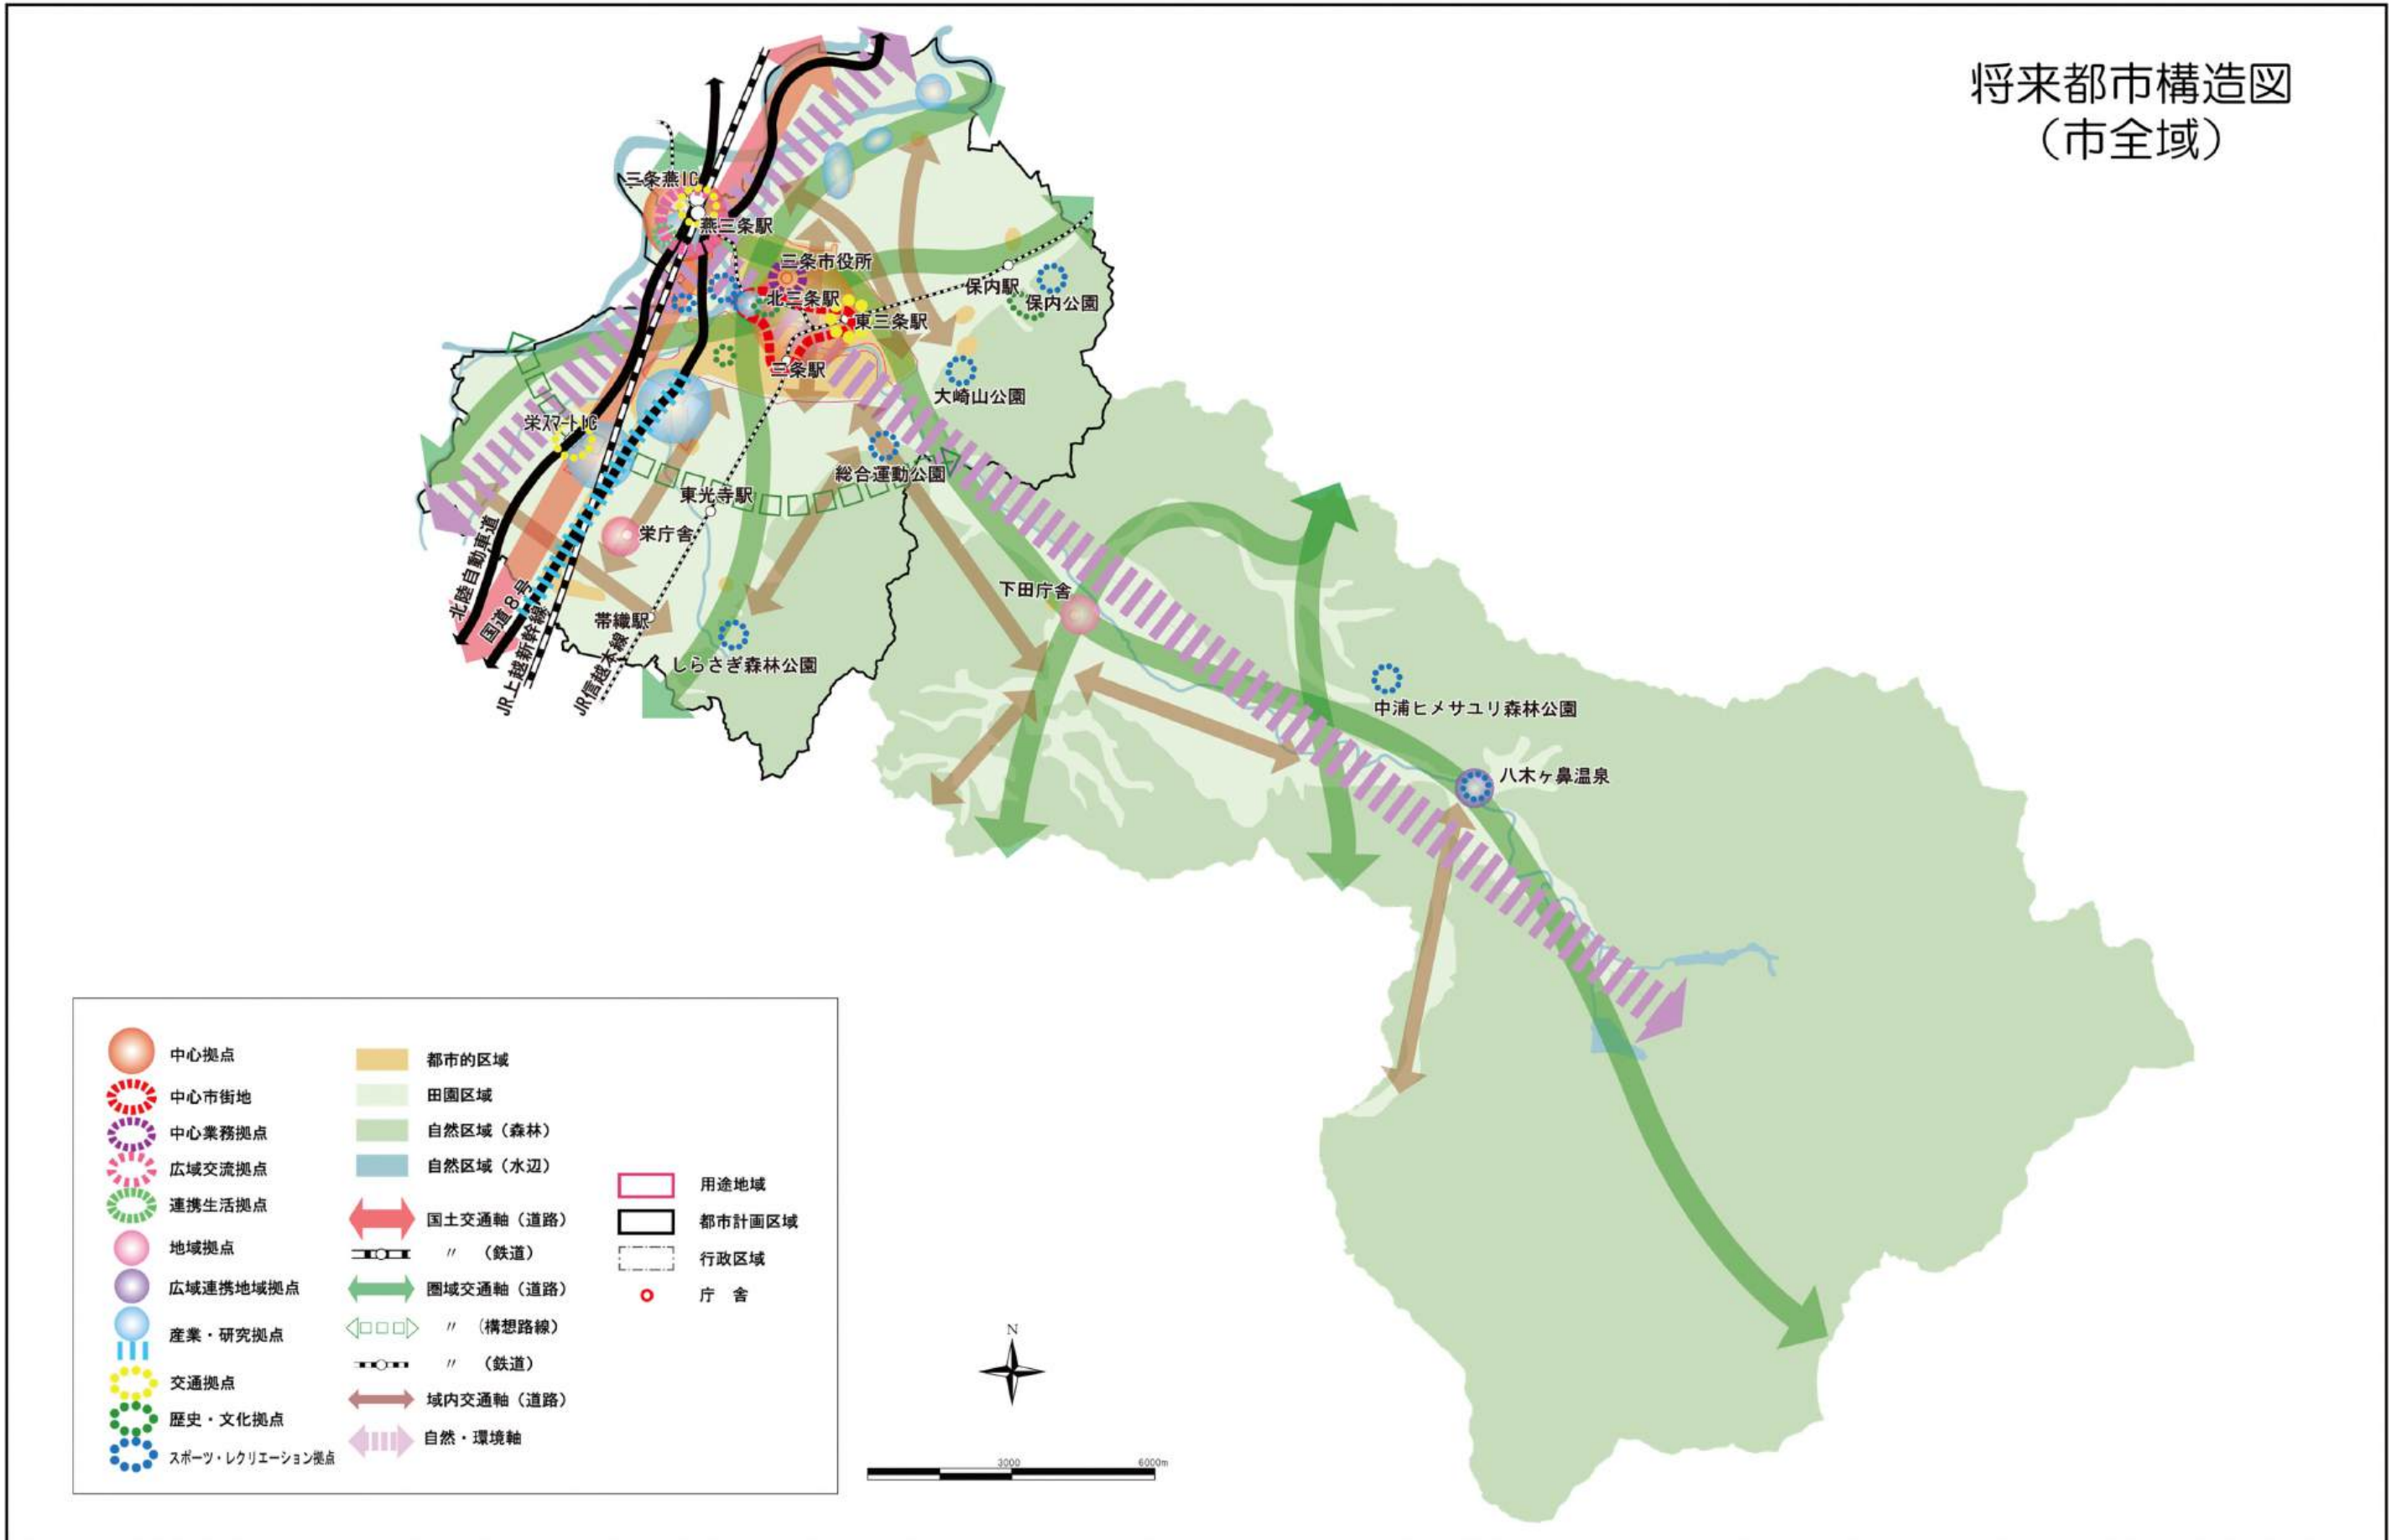 将来都市構造図
（市全域）
三条燕IC
燕三条駅
三条市役所
北三条駅
保内駅
保内公園
東三条駅
三条駅
大崎山公園
栄スマートIC
総合運動公園
東光寺駅
栄庁舎
北陸自動車道
国道8号
JR上越新幹線
JR信越本線
帯織駅
しらさぎ森林公園
下田庁舎
中浦ヒメサユリ森林公園
八木ヶ鼻温泉
中心拠点
中心市街地
中心業務拠点
広域交流拠点
連携生活拠点
地域拠点
広域連携地域拠点
産業・研究拠点
交通拠点
歴史・文化拠点
スポーツ・レクリエーション拠点
都市的区域
田園区域
自然区域（森林）
自然区域（水辺）
国土交通軸（道路）
〃 （鉄道）
圏域交通軸（道路）
〃 （構想路線）
〃 （鉄道）
域内交通軸（道路）
自然・環境軸
用途地域
都市計画区域
行政区域
庁 舎
N
3000 6000m